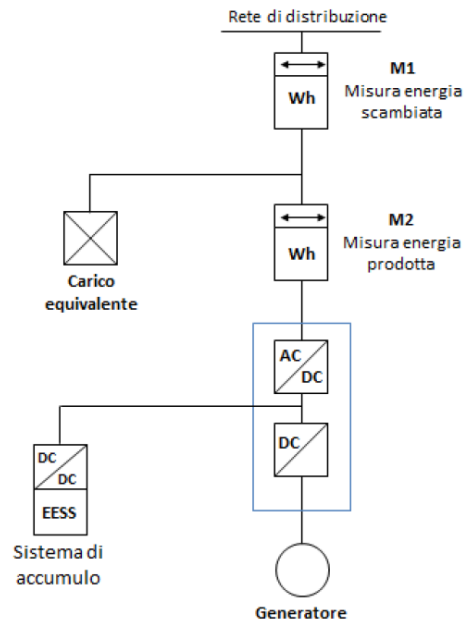 Rete di distribuzione
M1
Misura energia
scambiata
Wh
M2
Misura energia
prodotta
Wh
Carico
equivalente
AC
DC
DC
DC
DC
EESS
Sistema di
accumulo
Generatore